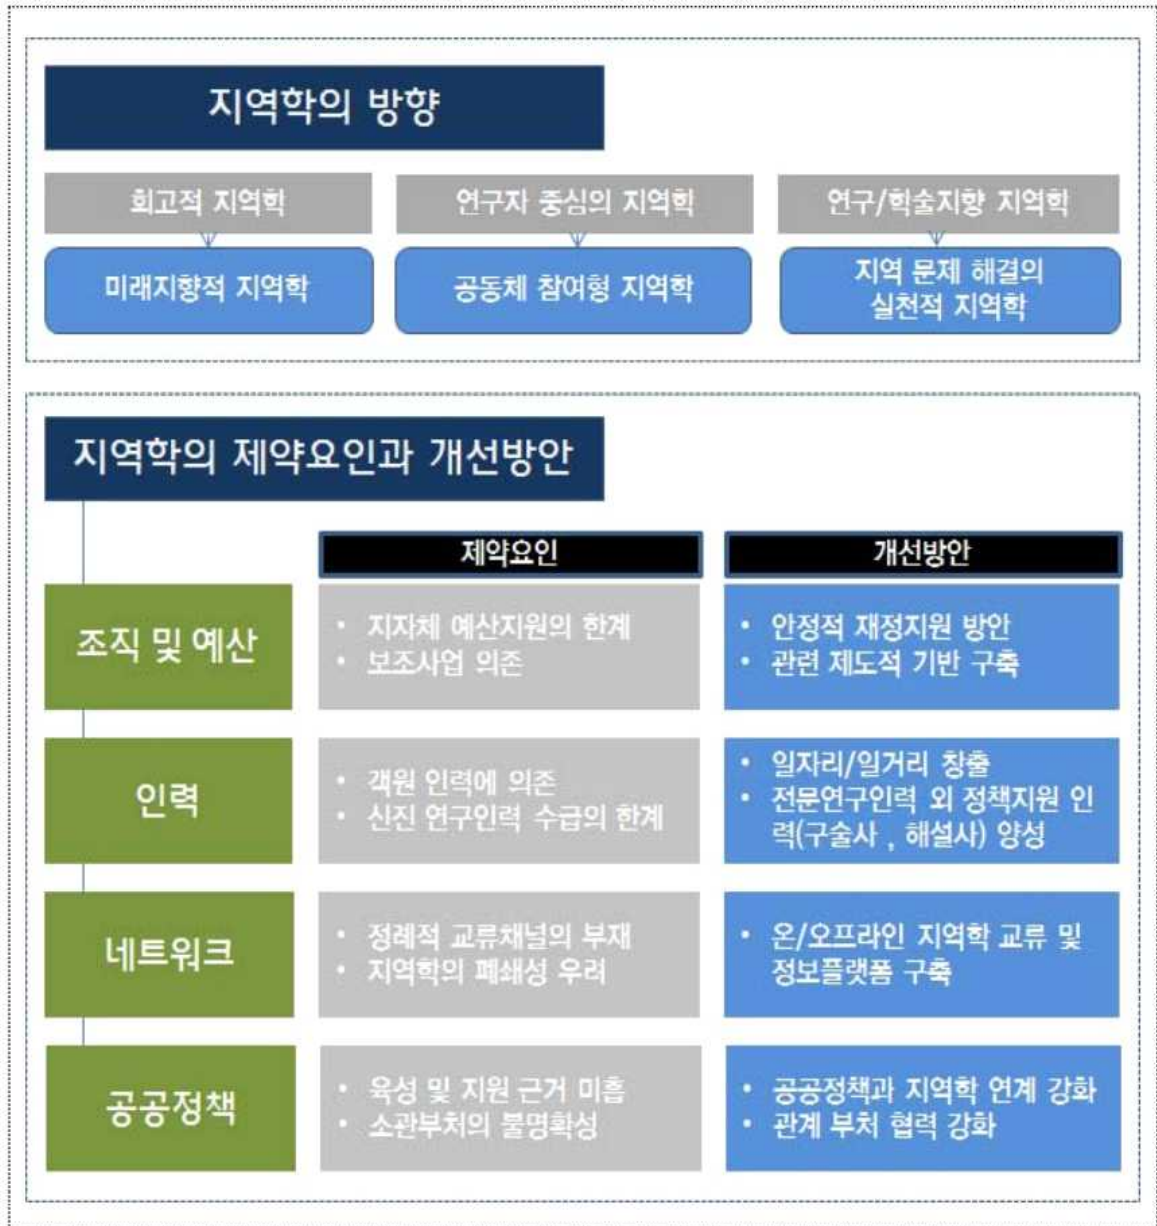 지역학의 방향
회고적 지역학
연구자 중심의 지역학
연구/학술지향 지역학
미래지향적 지역학
공동체 참여형 지역학
지역 문제 해결의
실천적 지역학
지역학의 제약요인과 개선방안
제약요인
개선방안
조직 및 예산
• 지자체 예산지원의 한계
• 보조사업 의존
• 안정적 재정지원 방안
• 관련 제도적 기반 구축
인력
• 객원 인력에 의존
• 신진 연구인력 수급의 한계
• 일자리/일거리 창출
• 전문연구인력 외 정책지원 인
력(구술사 , 해설사) 양성
네트워크
• 정례적 교류채널의 부재
• 지역학의 폐쇄성 우려
• 온/오프라인 지역학 교류 및
정보플랫폼 구축
공공정책
• 육성 및 지원 근거 미흡
• 소관부처의 불명확성
• 공공정책과 지역학 연계 강화
• 관계 부처 협력 강화